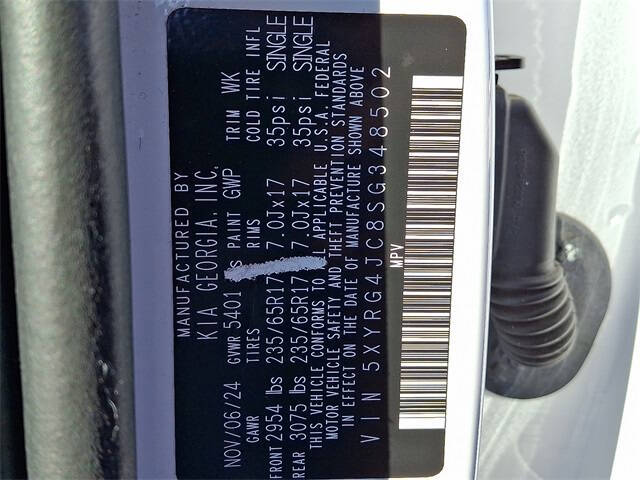 MANUFACTURED BY
KIA GEORGIA, INC.
NOV/06/24 GVWR 5401 S PAINT GWP TRIM WK
GAWR TIRES RIMS COLD TIRE INFL
FRONT 2954 lbs 235/65R17 7.0Jx17 35psi SINGLE
REAR 3075 lbs 235/65R17 7.0Jx17 35psi SINGLE
THIS VEHICLE CONFORMS TO L APPLICABLE U.S.A. FEDERAL
MOTOR VEHICLE SAFETY AND THEFT PREVENTION STANDARDS
IN EFFECT ON THE DATE OF MANUFACTURE SHOWN ABOVE
VIN 5XYRG4JC8SG348502
MPV